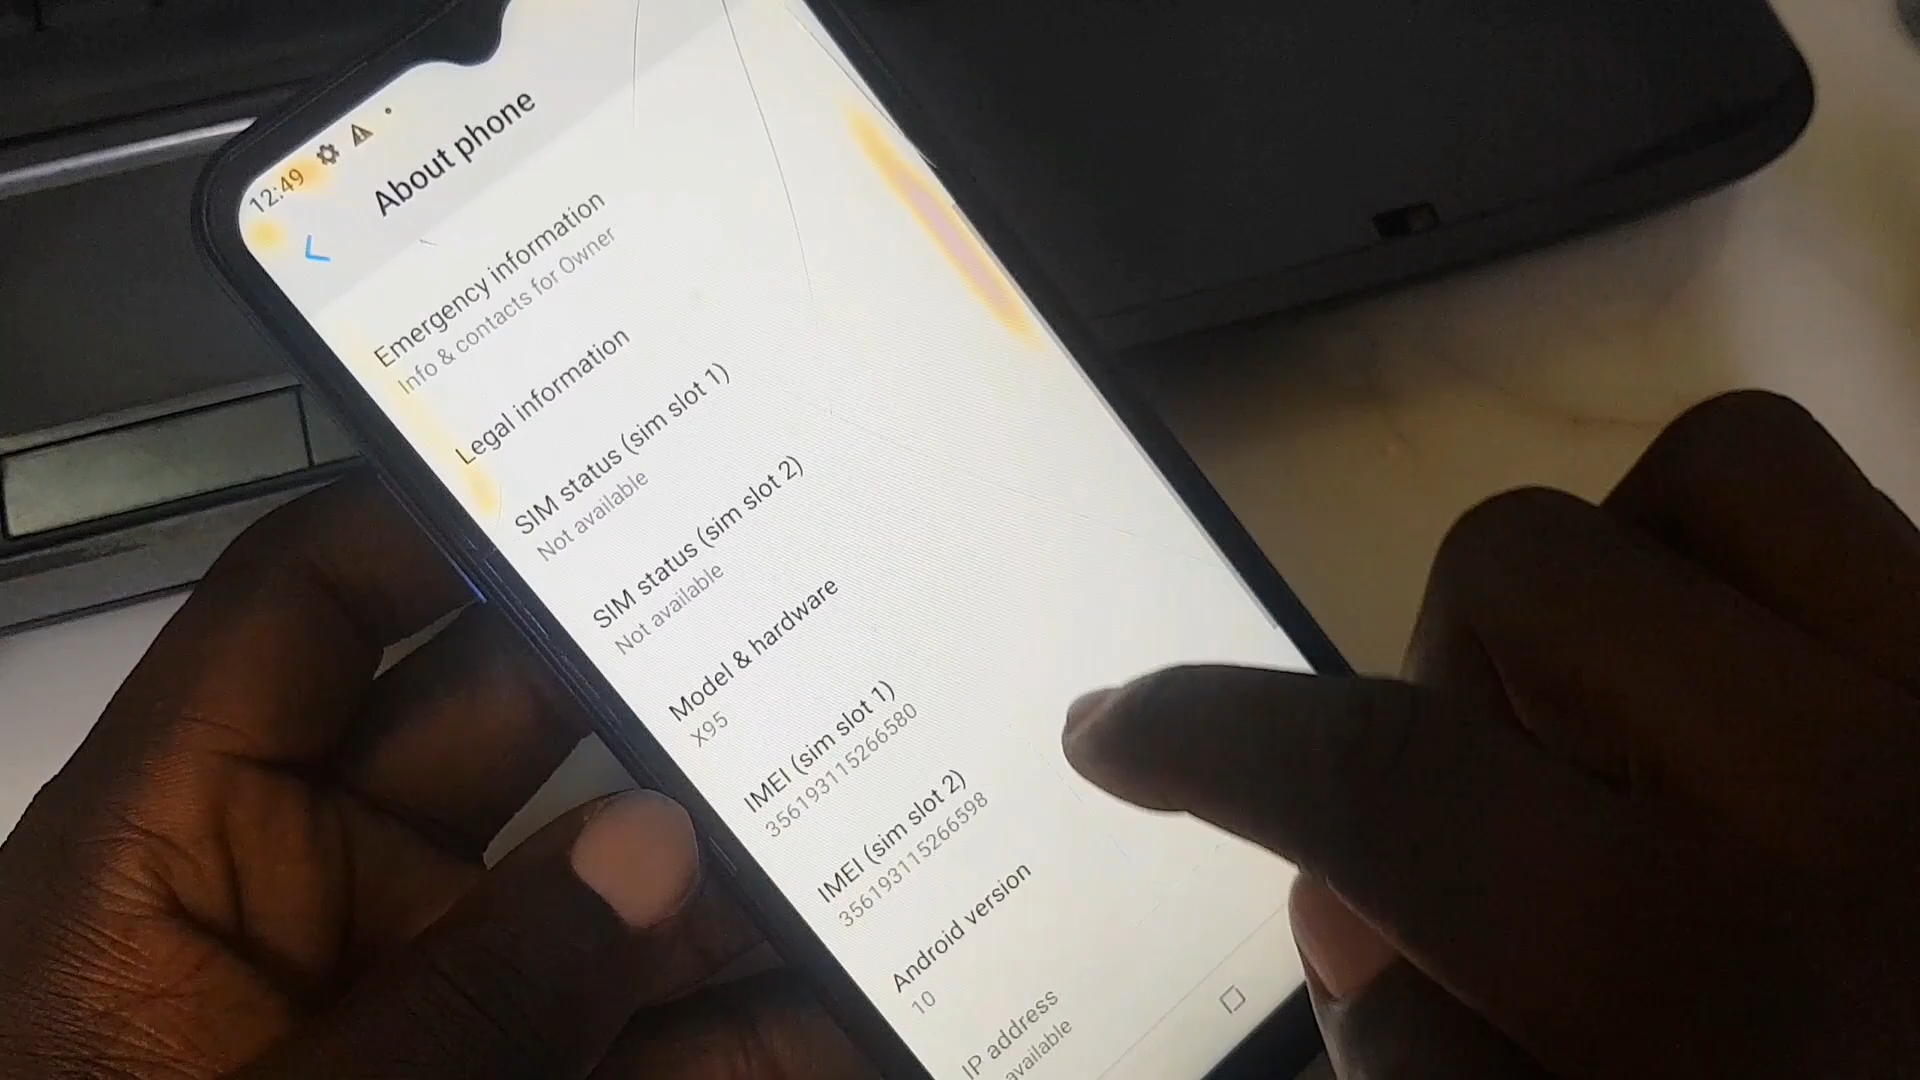 12:49
About phone
Emergency information
Info & contacts for Owner
Legal information
SIM status (sim slot 1)
Not available
SIM status (sim slot 2)
Not available
Model & hardware
X95
IMEI (sim slot 1)
356193115266580
IMEI (sim slot 2)
356193115266598
Android version
10
IP address
available